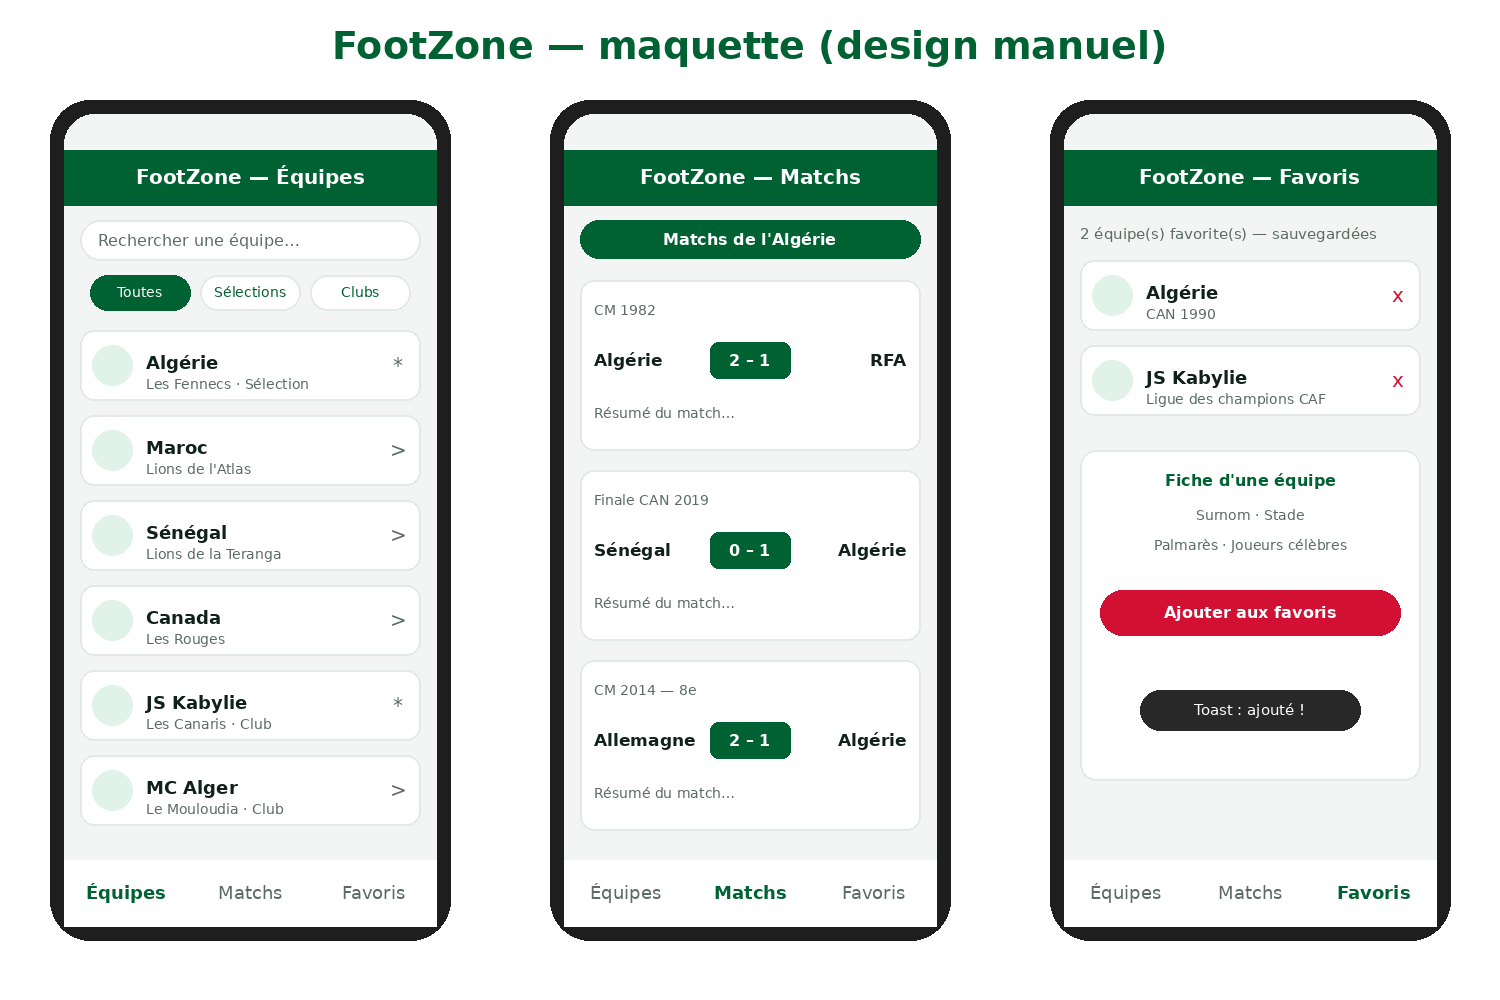 FootZone — maquette (design manuel)
FootZone — Équipes
Rechercher une équipe...
Toutes
Sélections
Clubs
Algérie
*
Les Fennecs · Sélection
Maroc
>
Lions de l'Atlas
Sénégal
>
Lions de la Teranga
Canada
>
Les Rouges
JS Kabylie
*
Les Canaris · Club
MC Alger
>
Le Mouloudia · Club
Équipes
Matchs
Favoris
FootZone — Matchs
Matchs de l'Algérie
CM 1982
Algérie
2 – 1
RFA
Résumé du match...
Finale CAN 2019
Sénégal
0 – 1
Algérie
Résumé du match...
CM 2014 — 8e
Allemagne
2 – 1
Algérie
Résumé du match...
Équipes
Matchs
Favoris
FootZone — Favoris
2 équipe(s) favorite(s) — sauvegardées
Algérie
x
CAN 1990
JS Kabylie
x
Ligue des champions CAF
Fiche d'une équipe
Surnom · Stade
Palmarès · Joueurs célèbres
Ajouter aux favoris
Toast : ajouté !
Équipes
Matchs
Favoris